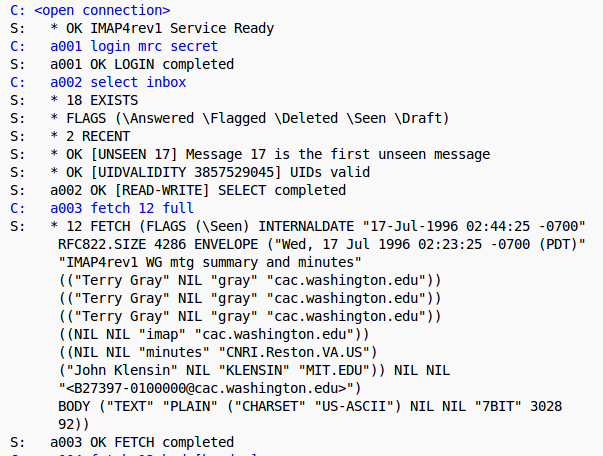 C: <open connection>
S:   * OK IMAP4rev1 Service Ready
C:   a001 login mrc secret
S:   a001 OK LOGIN completed
C:   a002 select inbox
S:   * 18 EXISTS
S:   * FLAGS (\Answered \Flagged \Deleted \Seen \Draft)
S:   * 2 RECENT
S:   * OK [UNSEEN 17] Message 17 is the first unseen message
S:   * OK [UIDVALIDITY 3857529045] UIDs valid
S:   a002 OK [READ-WRITE] SELECT completed
C:   a003 fetch 12 full
S:   * 12 FETCH (FLAGS (\Seen) INTERNALDATE "17-Jul-1996 02:44:25 -0700"
      RFC822.SIZE 4286 ENVELOPE ("Wed, 17 Jul 1996 02:23:25 -0700 (PDT)"
      "IMAP4rev1 WG mtg summary and minutes"
      (("Terry Gray" NIL "gray" "cac.washington.edu"))
      (("Terry Gray" NIL "gray" "cac.washington.edu"))
      (("Terry Gray" NIL "gray" "cac.washington.edu"))
      ((NIL NIL "imap" "cac.washington.edu"))
      ((NIL NIL "minutes" "CNRI.Reston.VA.US")
      ("John Klensin" NIL "KLENSIN" "MIT.EDU")) NIL NIL
      "<B27397-0100000@cac.washington.edu>")
      BODY ("TEXT" "PLAIN" ("CHARSET" "US-ASCII") NIL NIL "7BIT" 3028
      92))
S:   a003 OK FETCH completed